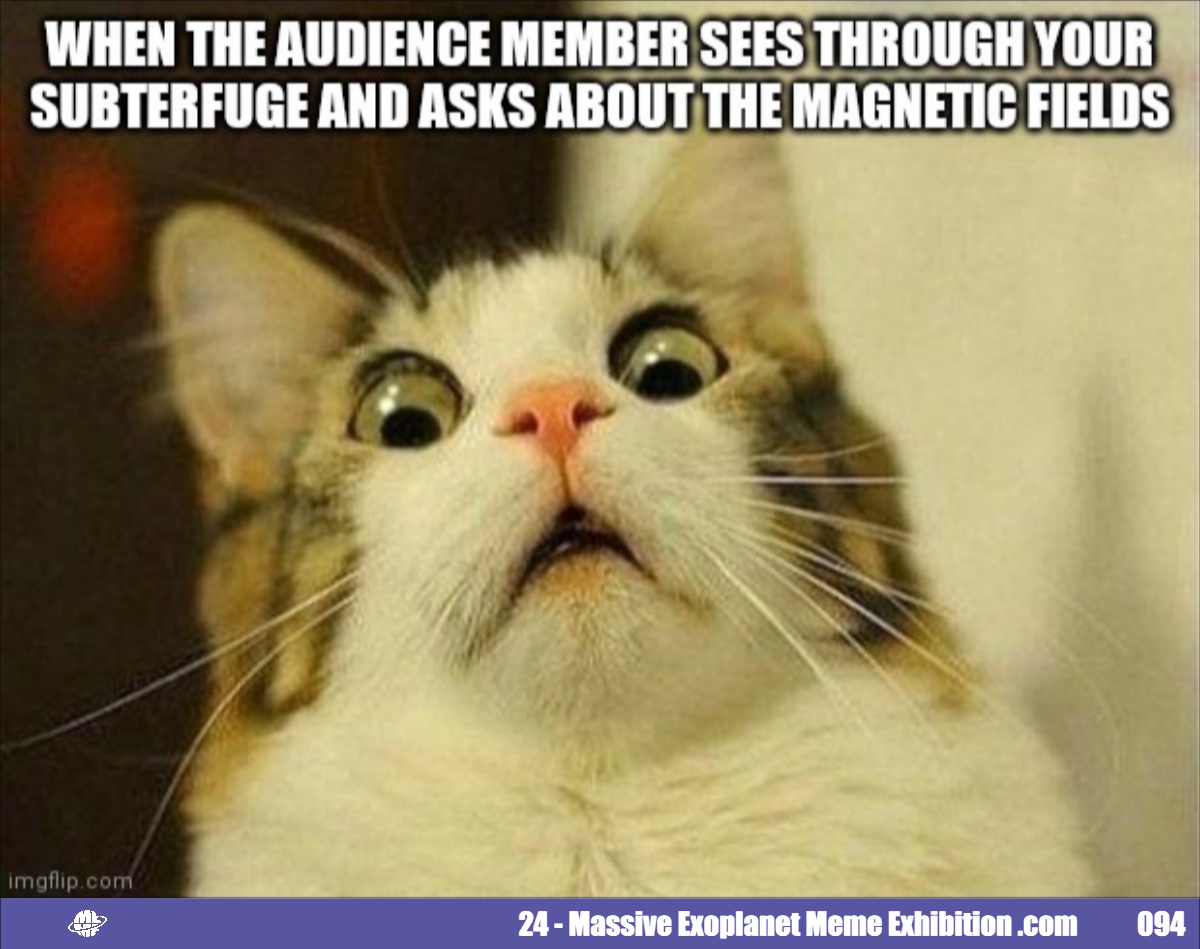 WHEN THE AUDIENCE MEMBER SEES THROUGH YOUR
SUBTERFUGE AND ASKS ABOUT THE MAGNETIC FIELDS
imgflip.com
24 - Massive Exoplanet Meme Exhibition .com 094